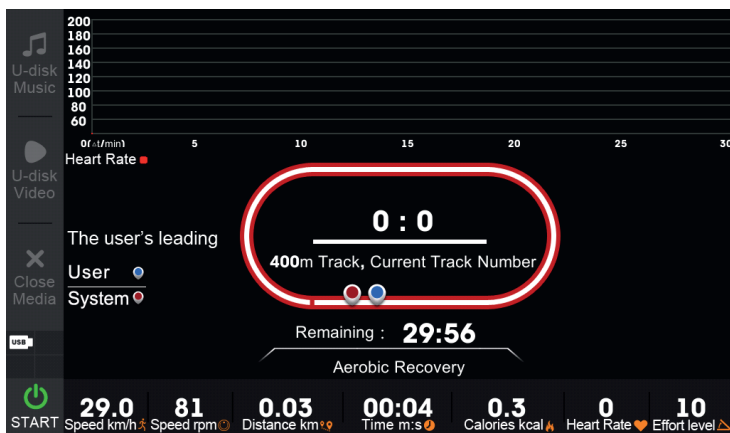 200
180
160
140
120
100
80
60
0(△t/min) 5 10 15 20 25 30
Heart Rate
U-disk
Music
U-disk
Video
Close
Media
USB
START
The user's leading
User
System
0 : 0
400m Track, Current Track Number
Remaining : 29:56
Aerobic Recovery
29.0 81 0.03 00:04 0.3 0 10
Speed km/h Speed rpm Distance km Time m:s Calories kcal Heart Rate Effort level